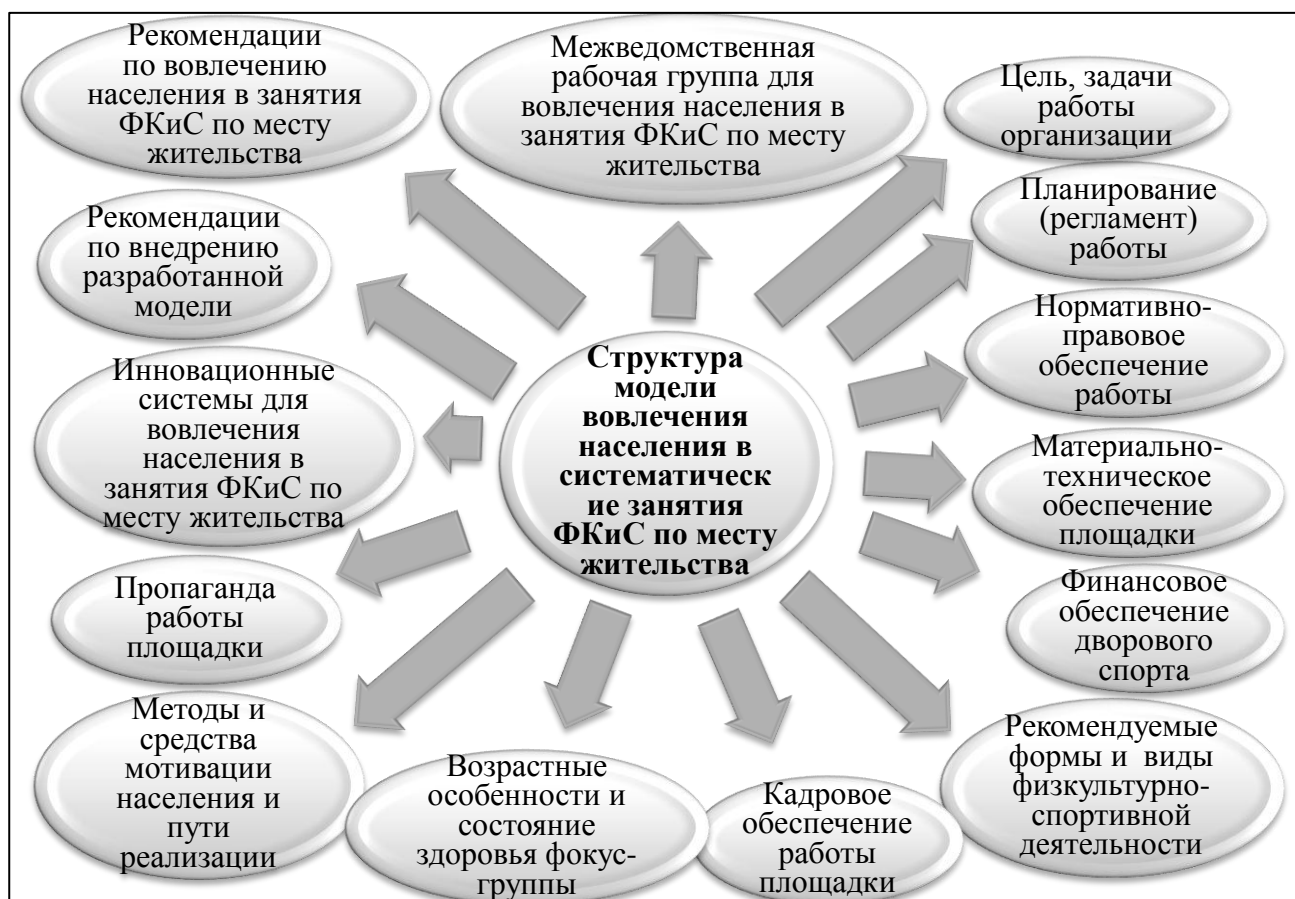 Рекомендации
по вовлечению
населения в занятия
ФКиС по месту
жительства
Межведомственная
рабочая группа для
вовлечения населения в
занятия ФКиС по месту
жительства
Цель, задачи
работы
организации
Планирование
(регламент)
работы
Нормативно-
правовое
обеспечение
работы
Материально-
техническое
обеспечение
площадки
Финансовое
обеспечение
дворового
спорта
Рекомендуемые
формы и виды
физкультурно-
спортивной
деятельности
Кадровое
обеспечение
работы
площадки
Возрастные
особенности и
состояние
здоровья фокус-
группы
Методы и
средства
мотивации
населения и
пути
реализации
Пропаганда
работы
площадки
Инновационные
системы для
вовлечения
населения в
занятия ФКиС по
месту жительства
Рекомендации
по внедрению
разработанной
модели
Структура
модели
вовлечения
населения в
систематическ
ие занятия
ФКиС по месту
жительства